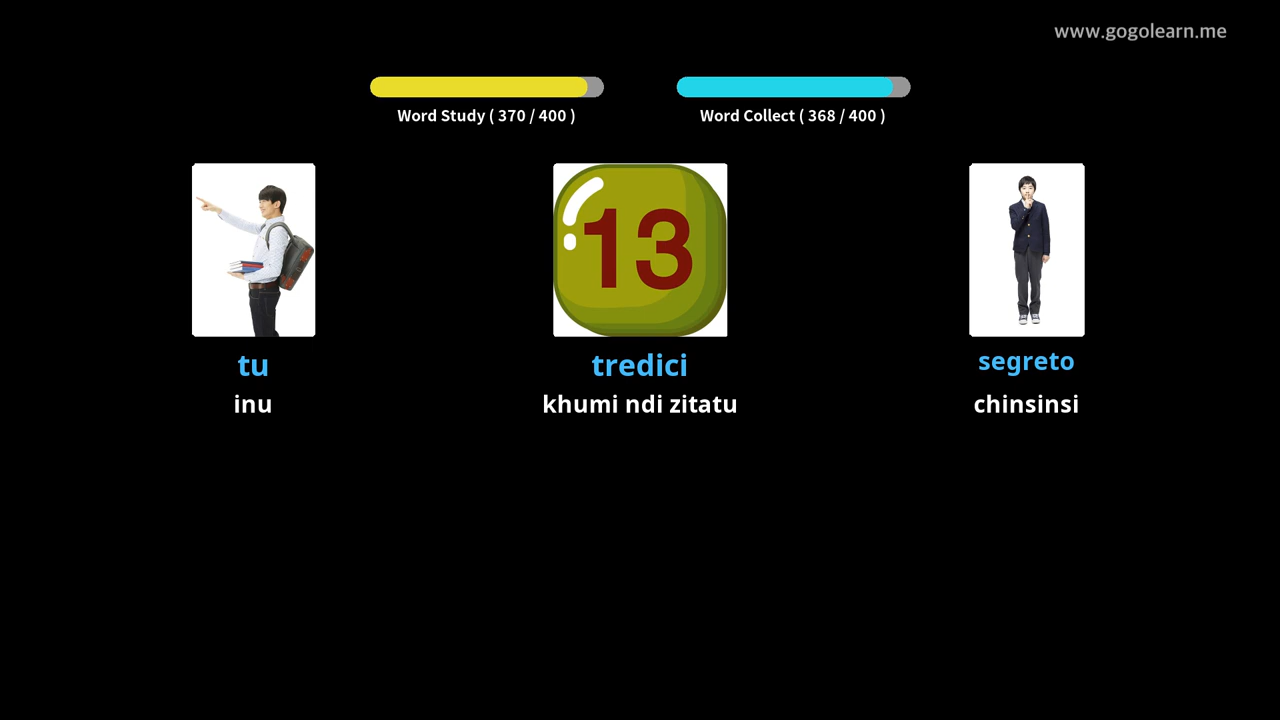 www.gogolearn.me
Word Study ( 370 / 400 )
Word Collect ( 368 / 400 )
13
tu
tredici
segreto
inu
khumi ndi zitatu
chinsinsi